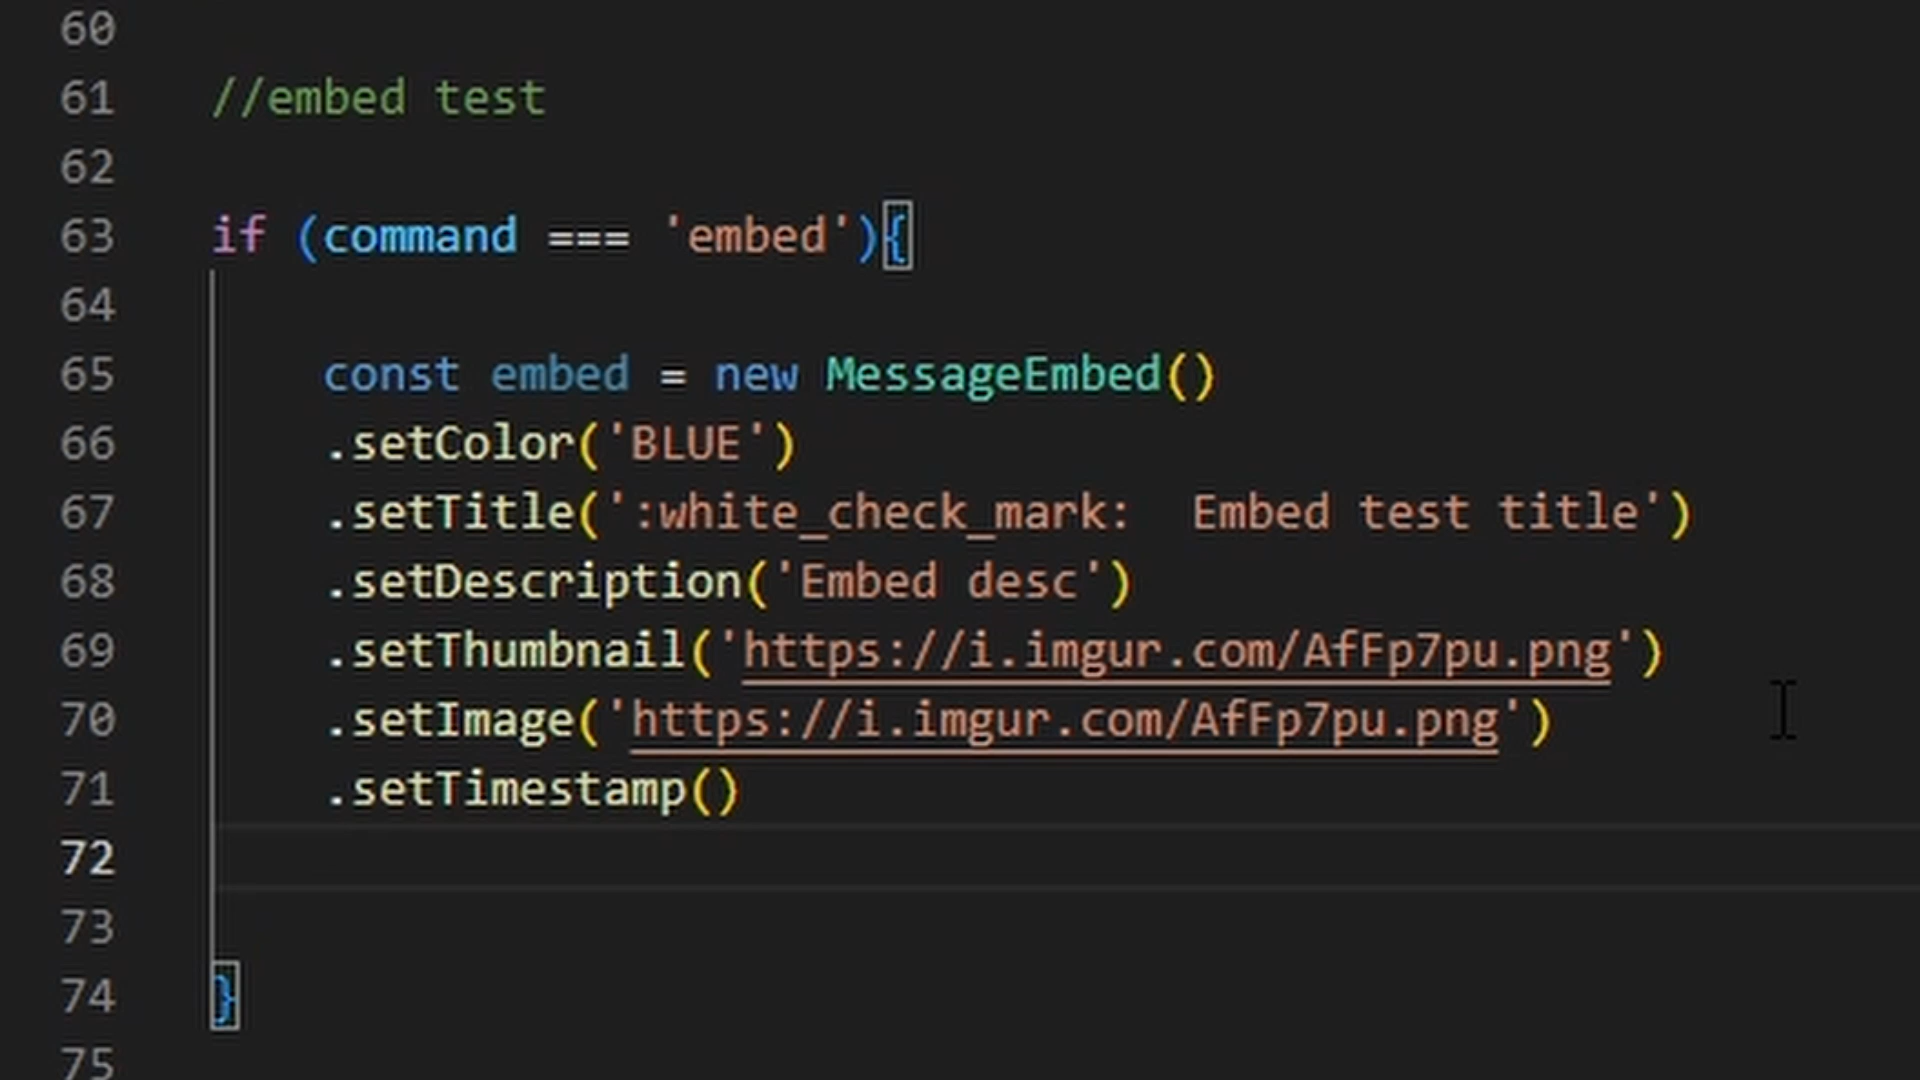 60
61 //embed test
62
63 if (command === 'embed'){
64
65 const embed = new MessageEmbed()
66 .setColor('BLUE')
67 .setTitle(':white_check_mark:  Embed test title')
68 .setDescription('Embed desc')
69 .setThumbnail('https://i.imgur.com/AfFp7pu.png')
70 .setImage('https://i.imgur.com/AfFp7pu.png')
71 .setTimestamp()
72
73
74 }
75